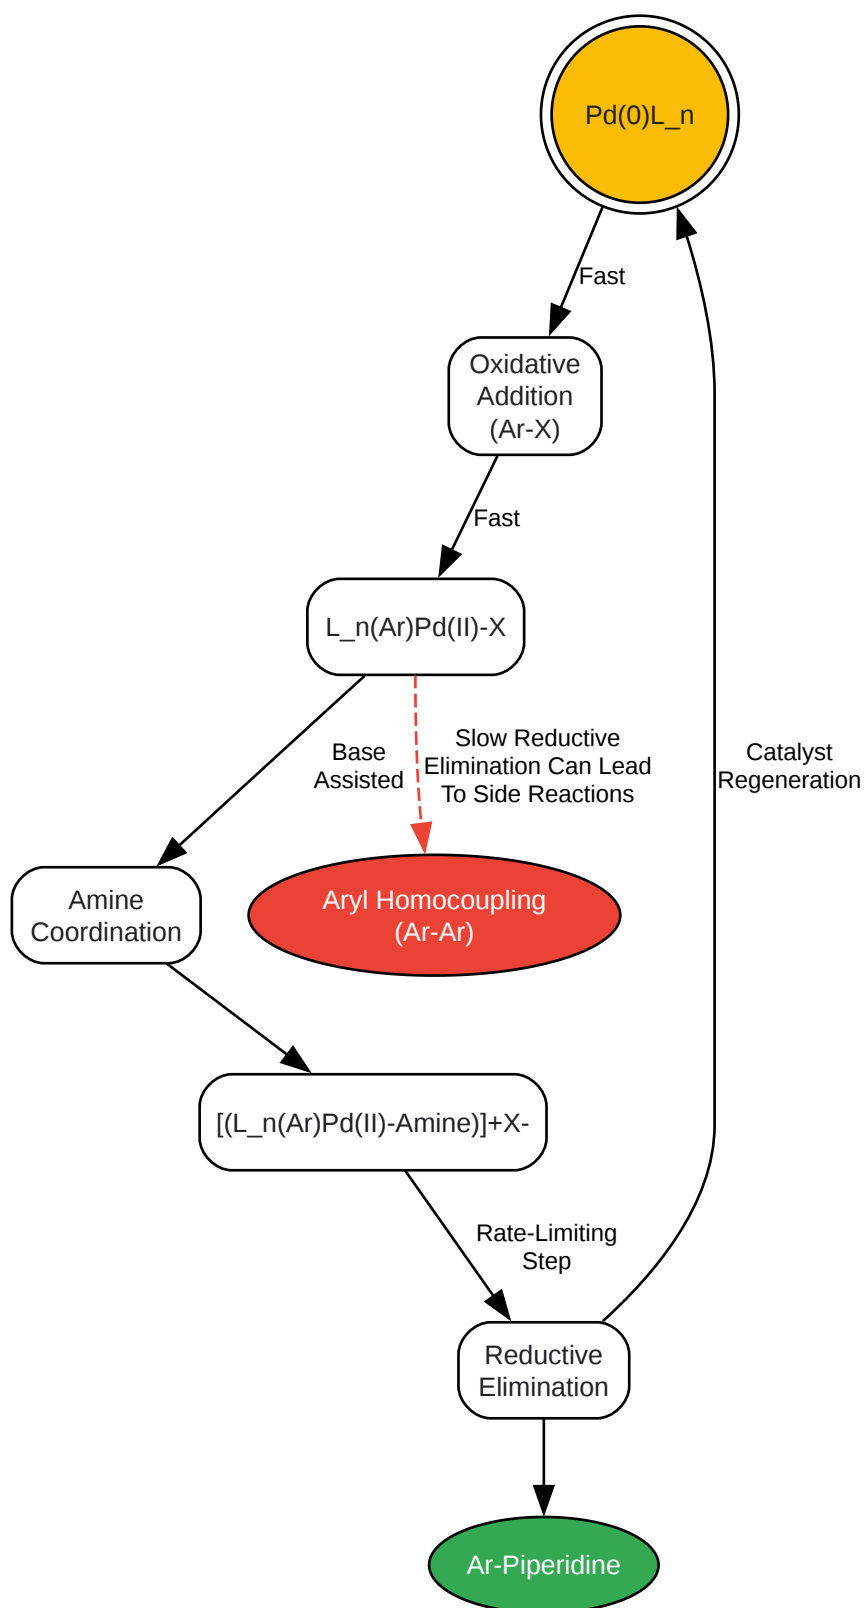 Pd(0)L_n
Fast
Oxidative
Addition
(Ar-X)
Fast
L_n(Ar)Pd(II)-X
Base
Assisted
Slow Reductive
Elimination Can Lead
To Side Reactions
Catalyst
Regeneration
Amine
Coordination
Aryl Homocoupling
(Ar-Ar)
[(L_n(Ar)Pd(II)-Amine)]+X-
Rate-Limiting
Step
Reductive
Elimination
Ar-Piperidine